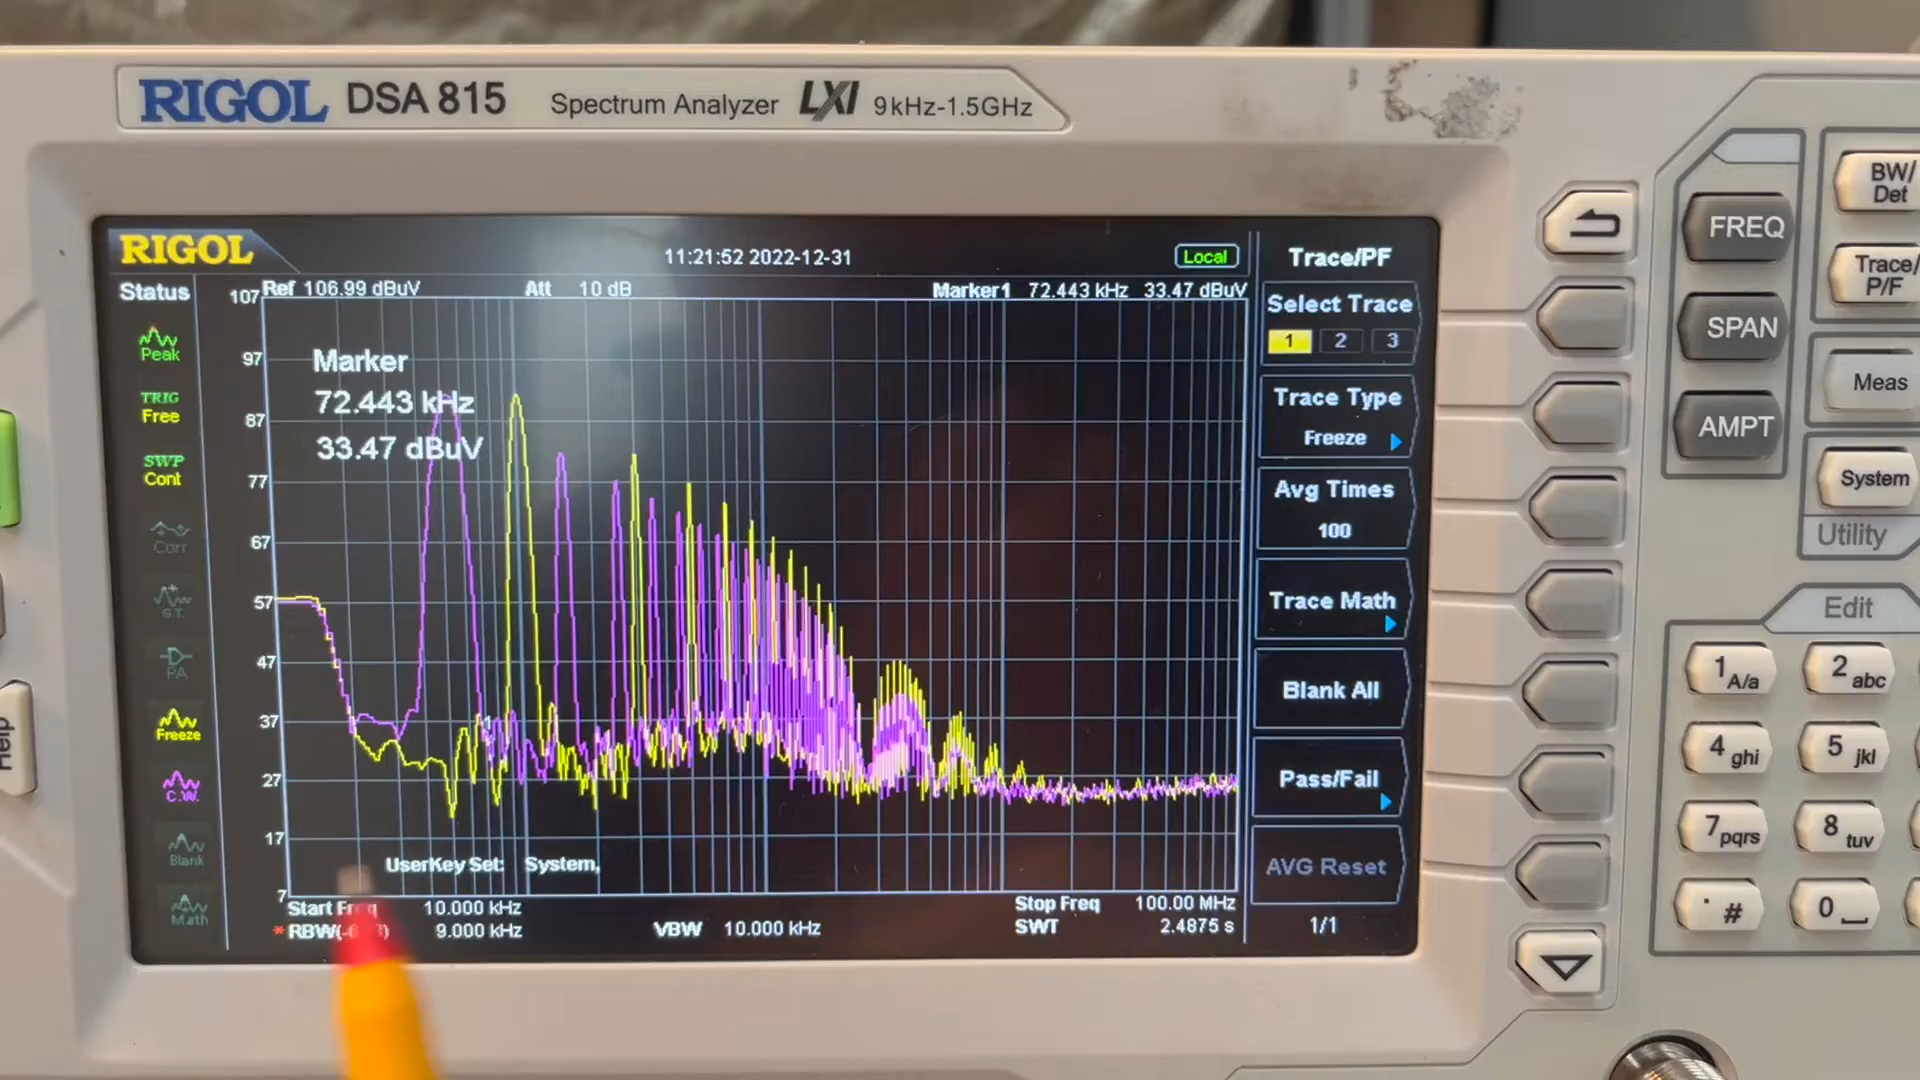 RIGOL DSA 815 Spectrum Analyzer LXI 9kHz-1.5GHz
RIGOL 11:21:52 2022-12-31 Local
Status
Ref 106.99 dBuV Att 10 dB Marker1 72.443 kHz 33.47 dBuV
107
97
87
77
67
57
47
37
27
17
7
Marker
72.443 kHz
33.47 dBuV
1
Peak
TRIG
Free
SWP
Cont
Corr
S.T.
PA
Freeze
C.W.
Blank
Math
UserKey Set: System,
Start Freq 10.000 kHz
Stop Freq 100.00 MHz
9.000 kHz
VBW 10.000 kHz
SWT 2.4875 s
Trace/PF
Select Trace
1 2 3
Trace Type
Freeze
Avg Times
100
Trace Math
Blank All
Pass/Fail
AVG Reset
1/1
FREQ
SPAN
AMPT
BW/
Det
Trace/
P/F
Meas
System
Utility
Edit
1 A/a
2 abc
4 ghi
5 jkl
7 pqrs
8 tuv
. #
0
Help